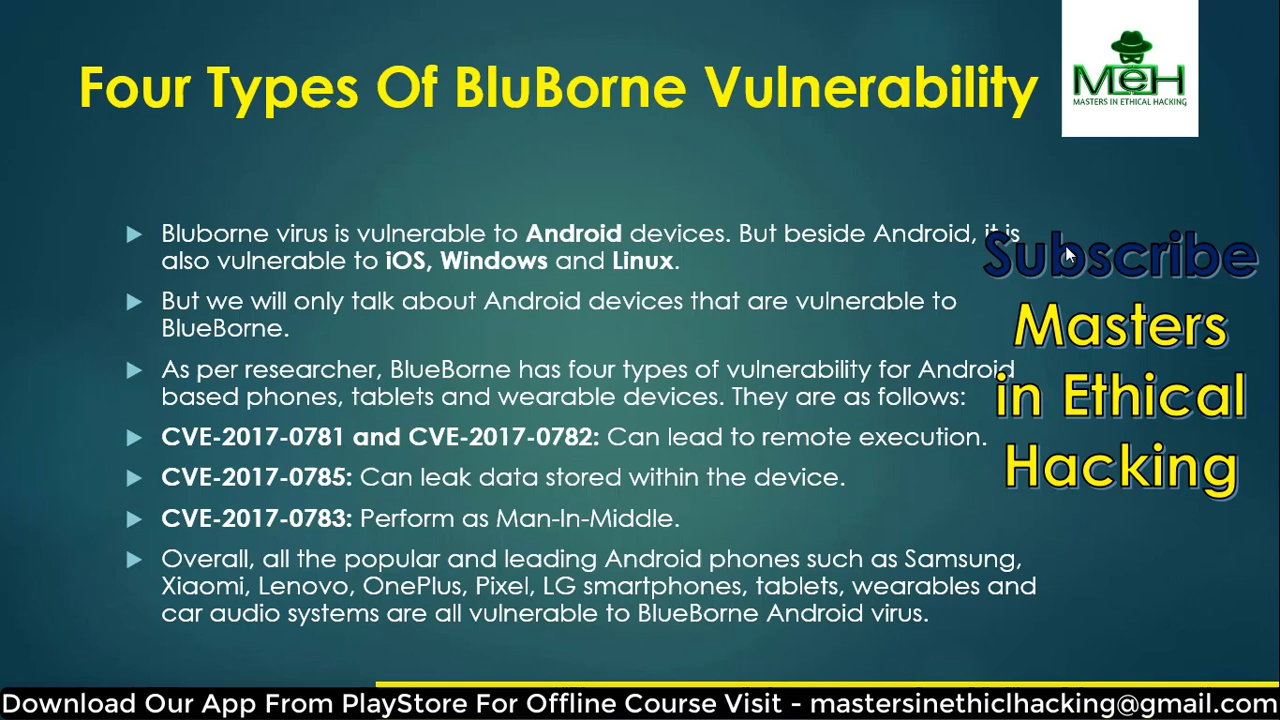 Four Types Of BluBorne Vulnerability
MeH
MASTERS IN ETHICAL HACKING
Bluborne virus is vulnerable to Android devices. But beside Android, it is
also vulnerable to iOS, Windows and Linux.
But we will only talk about Android devices that are vulnerable to
BlueBorne.
As per researcher, BlueBorne has four types of vulnerability for Android
based phones, tablets and wearable devices. They are as follows:
CVE-2017-0781 and CVE-2017-0782: Can lead to remote execution.
CVE-2017-0785: Can leak data stored within the device.
CVE-2017-0783: Perform as Man-In-Middle.
Overall, all the popular and leading Android phones such as Samsung,
Xiaomi, Lenovo, OnePlus, Pixel, LG smartphones, tablets, wearables and
car audio systems are all vulnerable to BlueBorne Android virus.
Subscribe
Masters
in Ethical
Hacking
Download Our App From PlayStore For Offline Course Visit - mastersinethiclhacking@gmail.com